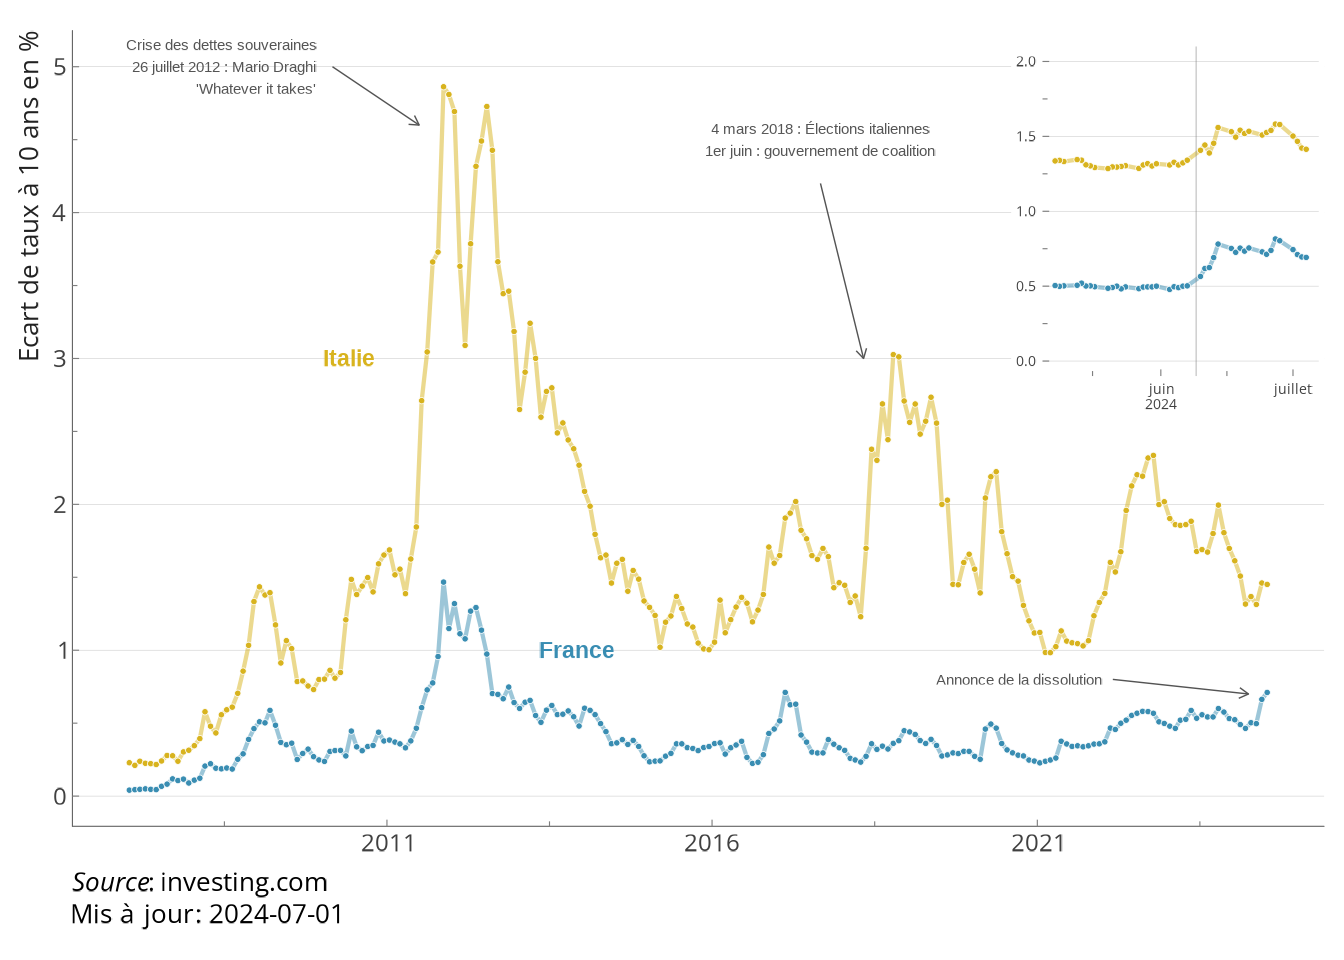 Ecart de taux à 10 ans en %
5
4
3
2
1
0
Crise des dettes souveraines
26 juillet 2012 : Mario Draghi
'Whatever it takes'
4 mars 2018 : Élections italiennes
1er juin : gouvernement de coalition
Italie
France
Annonce de la dissolution
2.0
1.5
1.0
0.5
0.0
juin
2024
juillet
2011
2016
2021
Source: investing.com
Mis à jour: 2024-07-01